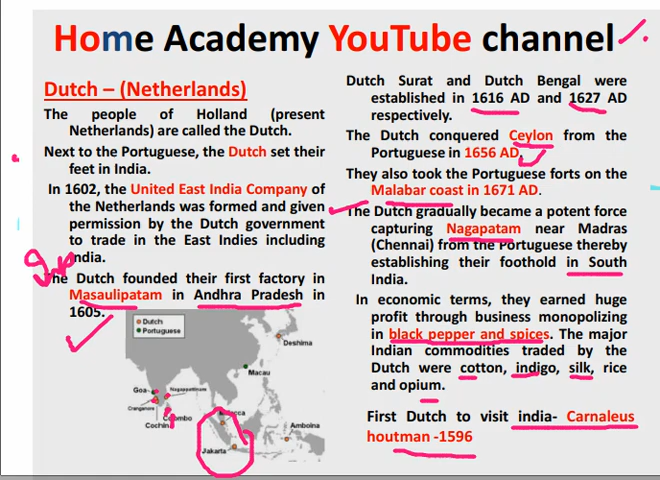 Home Academy YouTube channel
Dutch – (Netherlands)
The people of Holland (present
Netherlands) are called the Dutch.
Next to the Portuguese, the Dutch set their
feet in India.
In 1602, the United East India Company of
the Netherlands was formed and given
permission by the Dutch government
to trade in the East Indies including
India.
The Dutch founded their first factory in
Masaulipatam in Andhra Pradesh in
1605.
Dutch
Portuguese
Deshima
Macau
Goa
Nagappattinam
Cranganore
Colombo
Cochin
Amboina
Jakarta
Dutch Surat and Dutch Bengal were
established in 1616 AD and 1627 AD
respectively.
The Dutch conquered Ceylon from the
Portuguese in 1656 AD.
They also took the Portuguese forts on the
Malabar coast in 1671 AD.
The Dutch gradually became a potent force
capturing Nagapatam near Madras
(Chennai) from the Portuguese thereby
establishing their foothold in South
India.
In economic terms, they earned huge
profit through business monopolizing
in black pepper and spices. The major
Indian commodities traded by the
Dutch were cotton, indigo, silk, rice
and opium.
First Dutch to visit india- Carnaleus
houtman -1596